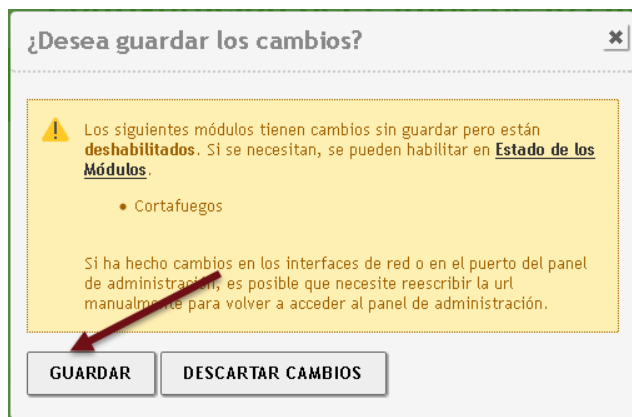 ¿Desea guardar los cambios?
Los siguientes módulos tienen cambios sin guardar pero están
deshabilitados. Si se necesitan, se pueden habilitar en Estado de los
Módulos.
• Cortafuegos
Si ha hecho cambios en los interfaces de red o en el puerto del panel
de administración, es posible que necesite reescribir la url
manualmente para volver a acceder al panel de administración.
GUARDAR
DESCARTAR CAMBIOS